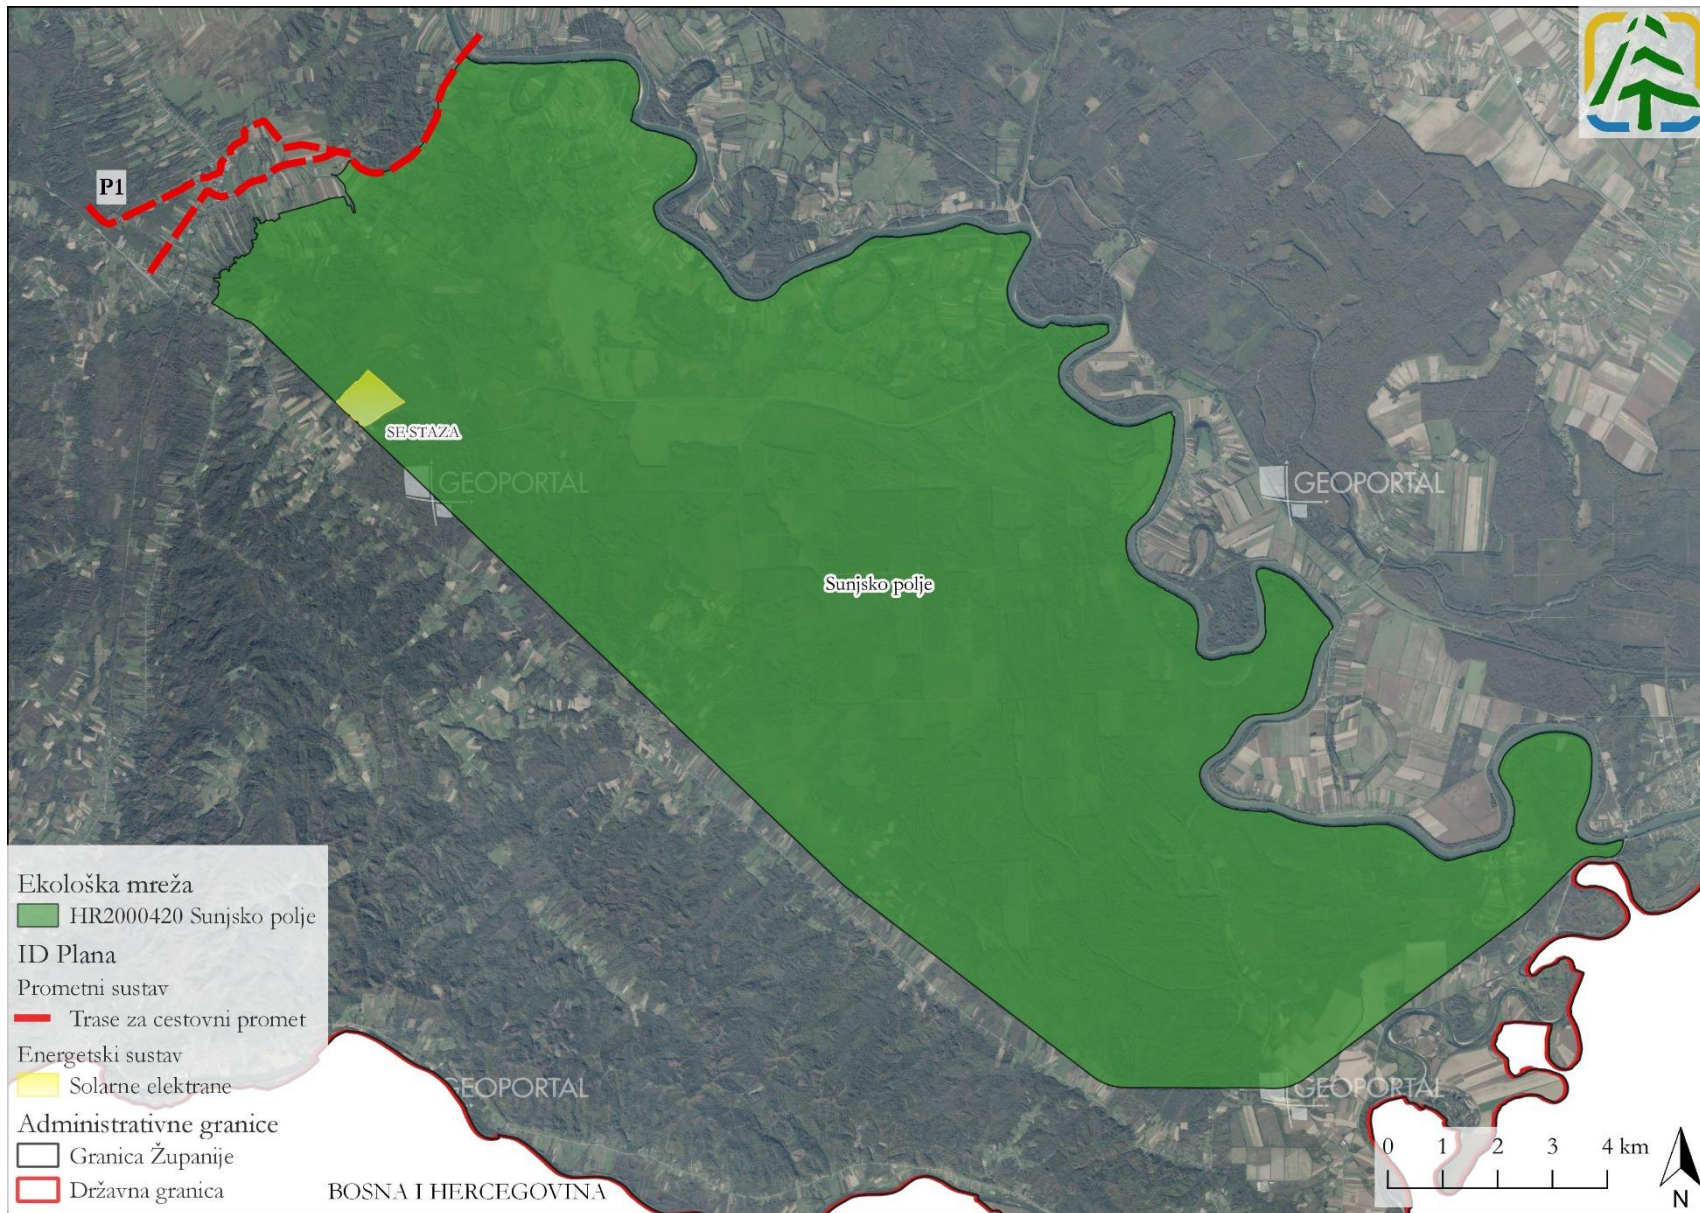 P1
SE STAZA
GEOPORTAL
GEOPORTAL
Sunjsko polje
Ekološka mreža
HR2000420 Sunjsko polje
ID Plana
Prometni sustav
Trase za cestovni promet
Energetski sustav
Solarne elektrane
Administrativne granice
Granica Županije
Državna granica
GEOPORTAL
GEOPORTAL
BOSNA I HERCEGOVINA
0 1 2 3 4 km
N